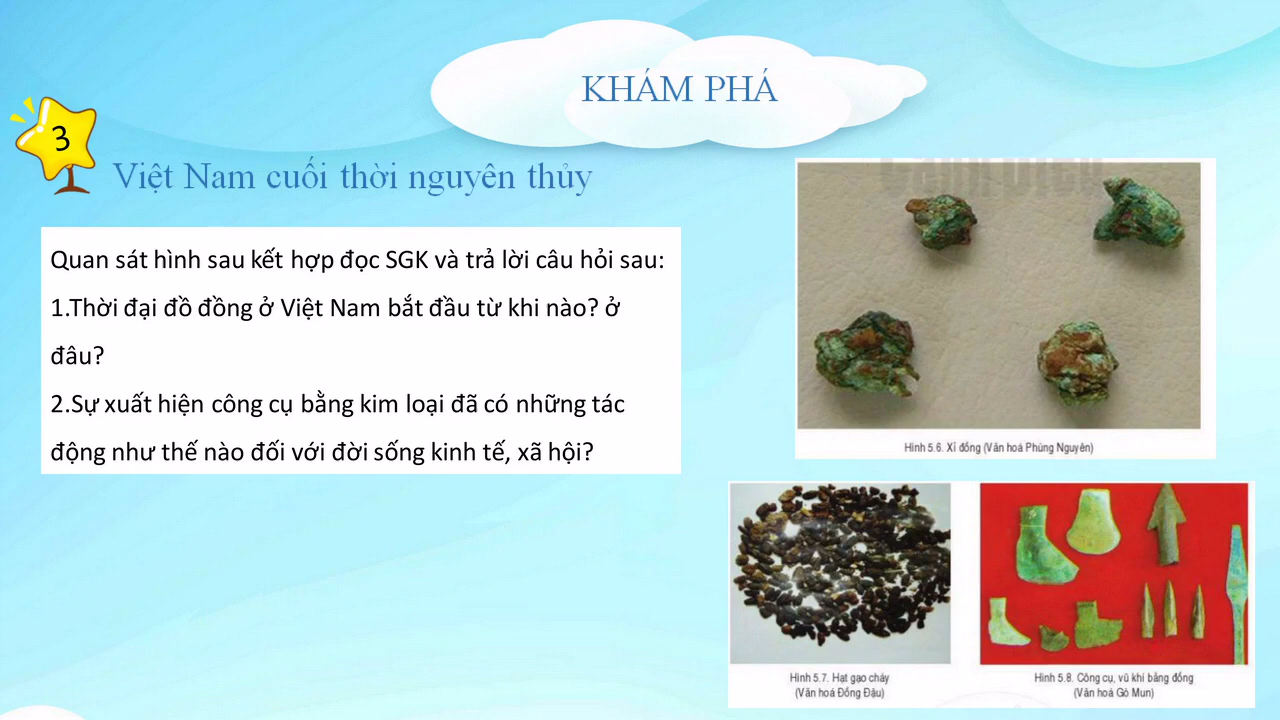 KHÁM PHÁ
3
Việt Nam cuối thời nguyên thủy
Quan sát hình sau kết hợp đọc SGK và trả lời câu hỏi sau:
1.Thời đại đồ đồng ở Việt Nam bắt đầu từ khi nào? ở
đâu?
2.Sự xuất hiện công cụ bằng kim loại đã có những tác
động như thế nào đối với đời sống kinh tế, xã hội?
Hình 5.6. Xỉ đồng (Văn hoá Phùng Nguyên)
Hình 5.7. Hạt gạo cháy
(Văn hoá Đồng Đậu)
Hình 5.8. Công cụ, vũ khí bằng đồng
(Văn hoá Gò Mun)